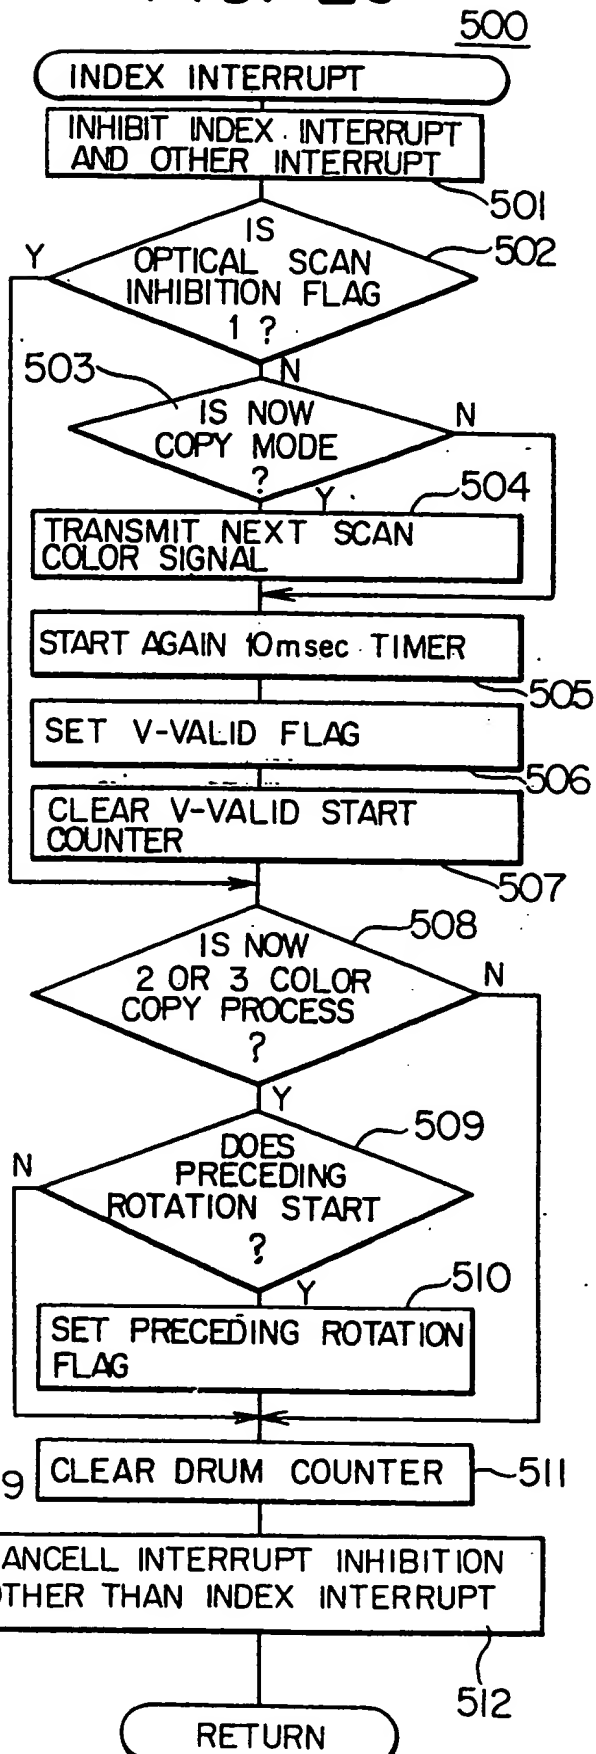 500
INDEX INTERRUPT
INHIBIT INDEX INTERRUPT
AND OTHER INTERRUPT
501
IS
OPTICAL SCAN
INHIBITION FLAG
1 ?
502
Y
N
503
IS NOW
COPY MODE
?
N
Y
504
TRANSMIT NEXT SCAN
COLOR SIGNAL
START AGAIN 10msec TIMER
505
SET V-VALID FLAG
506
CLEAR V-VALID START
COUNTER
507
508
IS NOW
2 OR 3 COLOR
COPY PROCESS
?
N
Y
509
DOES
PRECEDING
ROTATION START
?
N
Y
510
SET PRECEDING ROTATION
FLAG
9
CLEAR DRUM COUNTER
511
ANCELL INTERRUPT INHIBITION
OTHER THAN INDEX INTERRUPT
512
RETURN